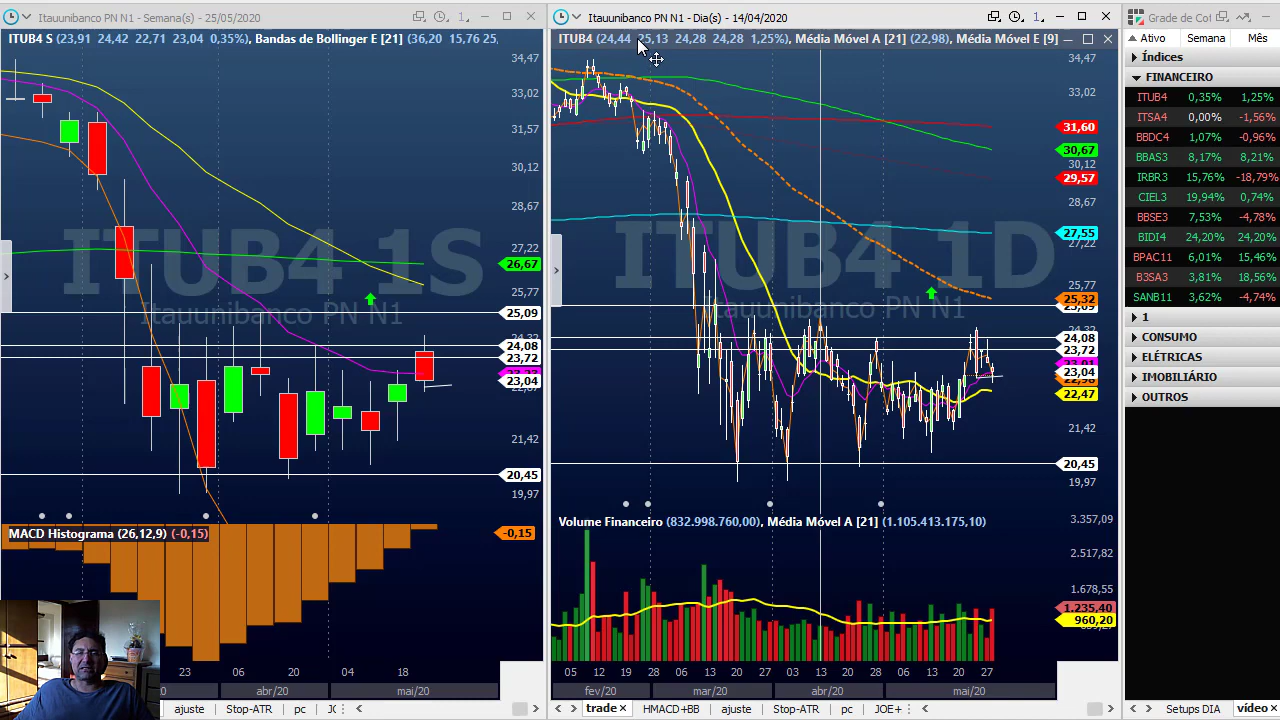 Itauunibanco PN N1 - Semana(s) - 25/05/2020
1
ITUB4 S (23,91 24,42 22,71 23,04 0,35%), Bandas de Bollinger E [21] (36,20 15,76 25,
34,47
33,02
31,57
30,12
28,67
27,22
26,67
25,77
25,09
24,08
23,72
23,04
21,42
20,45
19,97
ITUB4 1S
Itauunibanco PN N1
MACD Histograma (26,12,9) (-0,15)
-0,15
23 06 20 04 18
abr/20 mai/20
ajuste Stop-ATR pc
Itauunibanco PN N1 - Dia(s) - 14/04/2020
1
ITUB4 (24,44 25,13 24,28 24,28 1,25%), Média Móvel A [21] (22,98), Média Móvel E [9]
34,47
33,02
31,60
30,67
30,12
29,57
28,67
27,55
27,22
25,32
24,08
23,72
23,04
22,47
21,42
20,45
19,97
ITUB4 1D
Itauunibanco PN N1
Volume Financeiro (832.998.760,00), Média Móvel A [21] (1.105.413.175,10)
3.357,09
2.517,82
1.678,55
1.235,40
960,20
05 12 19 27 06 13 20 27 03 13 20 27 06 13 20 27
fev/20 mar/20 abr/20 mai/20
trade HMACD+BB ajuste Stop-ATR pc JOE+
Grade de Cot
Ativo Semana Mês
Índices
FINANCEIRO
ITUB4 0,35% 1,25%
ITSA4 0,00% -1,56%
BBDC4 1,07% -0,96%
BBAS3 8,17% 8,21%
IRBR3 15,76% -18,79%
CIEL3 19,94% 0,74%
BBSE3 7,53% -4,78%
BIDI4 24,20% 24,20%
BPAC11 6,01% 15,46%
B3SA3 3,81% 18,56%
SANB11 3,62% -4,74%
1
CONSUMO
ELÉTRICAS
IMOBILIÁRIO
OUTROS
Setups DIA vídeo